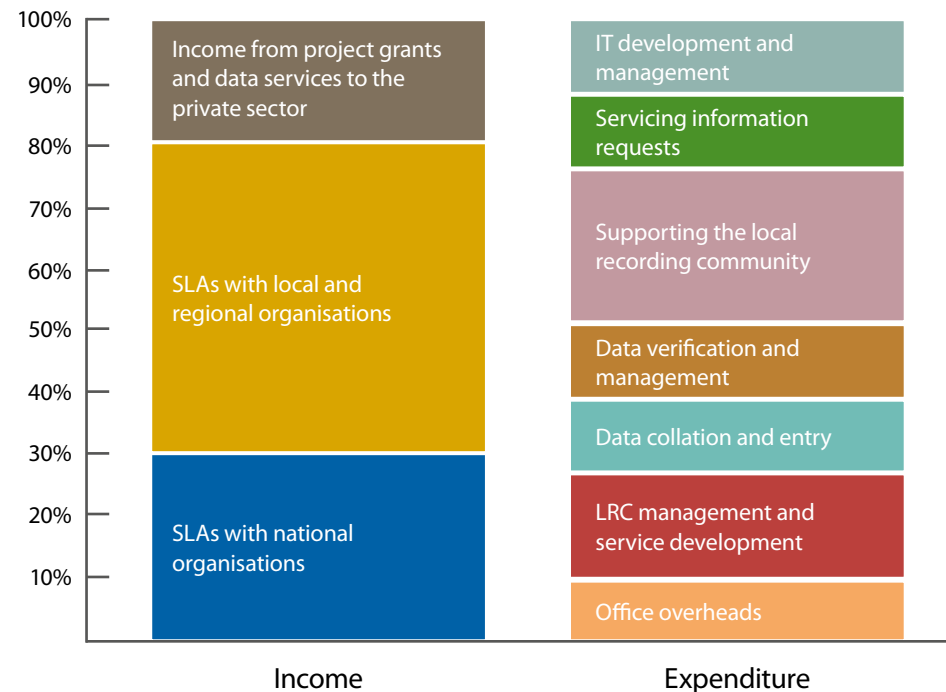 100%
90%
80%
70%
60%
50%
40%
30%
20%
10%
Income from project grants
and data services to the
private sector
SLAs with local and
regional organisations
SLAs with national
organisations
IT development and
management
Servicing information
requests
Supporting the local
recording community
Data verification and
management
Data collation and entry
LRC management and
service development
Office overheads
Income
Expenditure